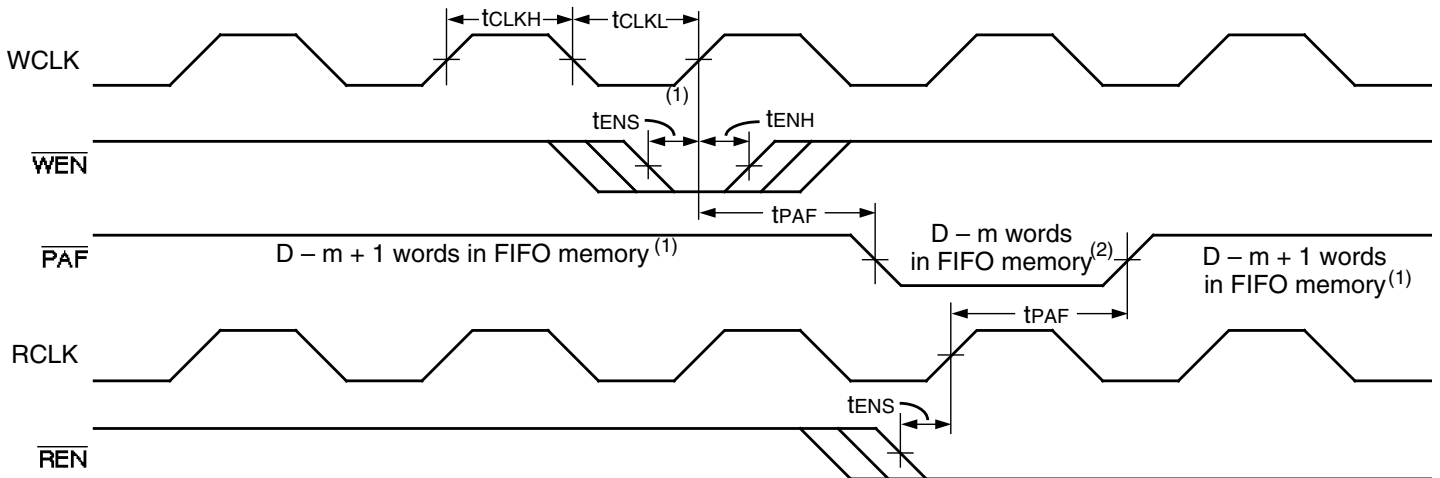 tCLKH
tCLKL
WCLK
(1)
tENS
tENH
WEN
tPAF
PAF
D – m + 1 words in FIFO memory(1)
D – m words
in FIFO memory(2)
D – m + 1 words
in FIFO memory(1)
tPAF
RCLK
tENS
REN